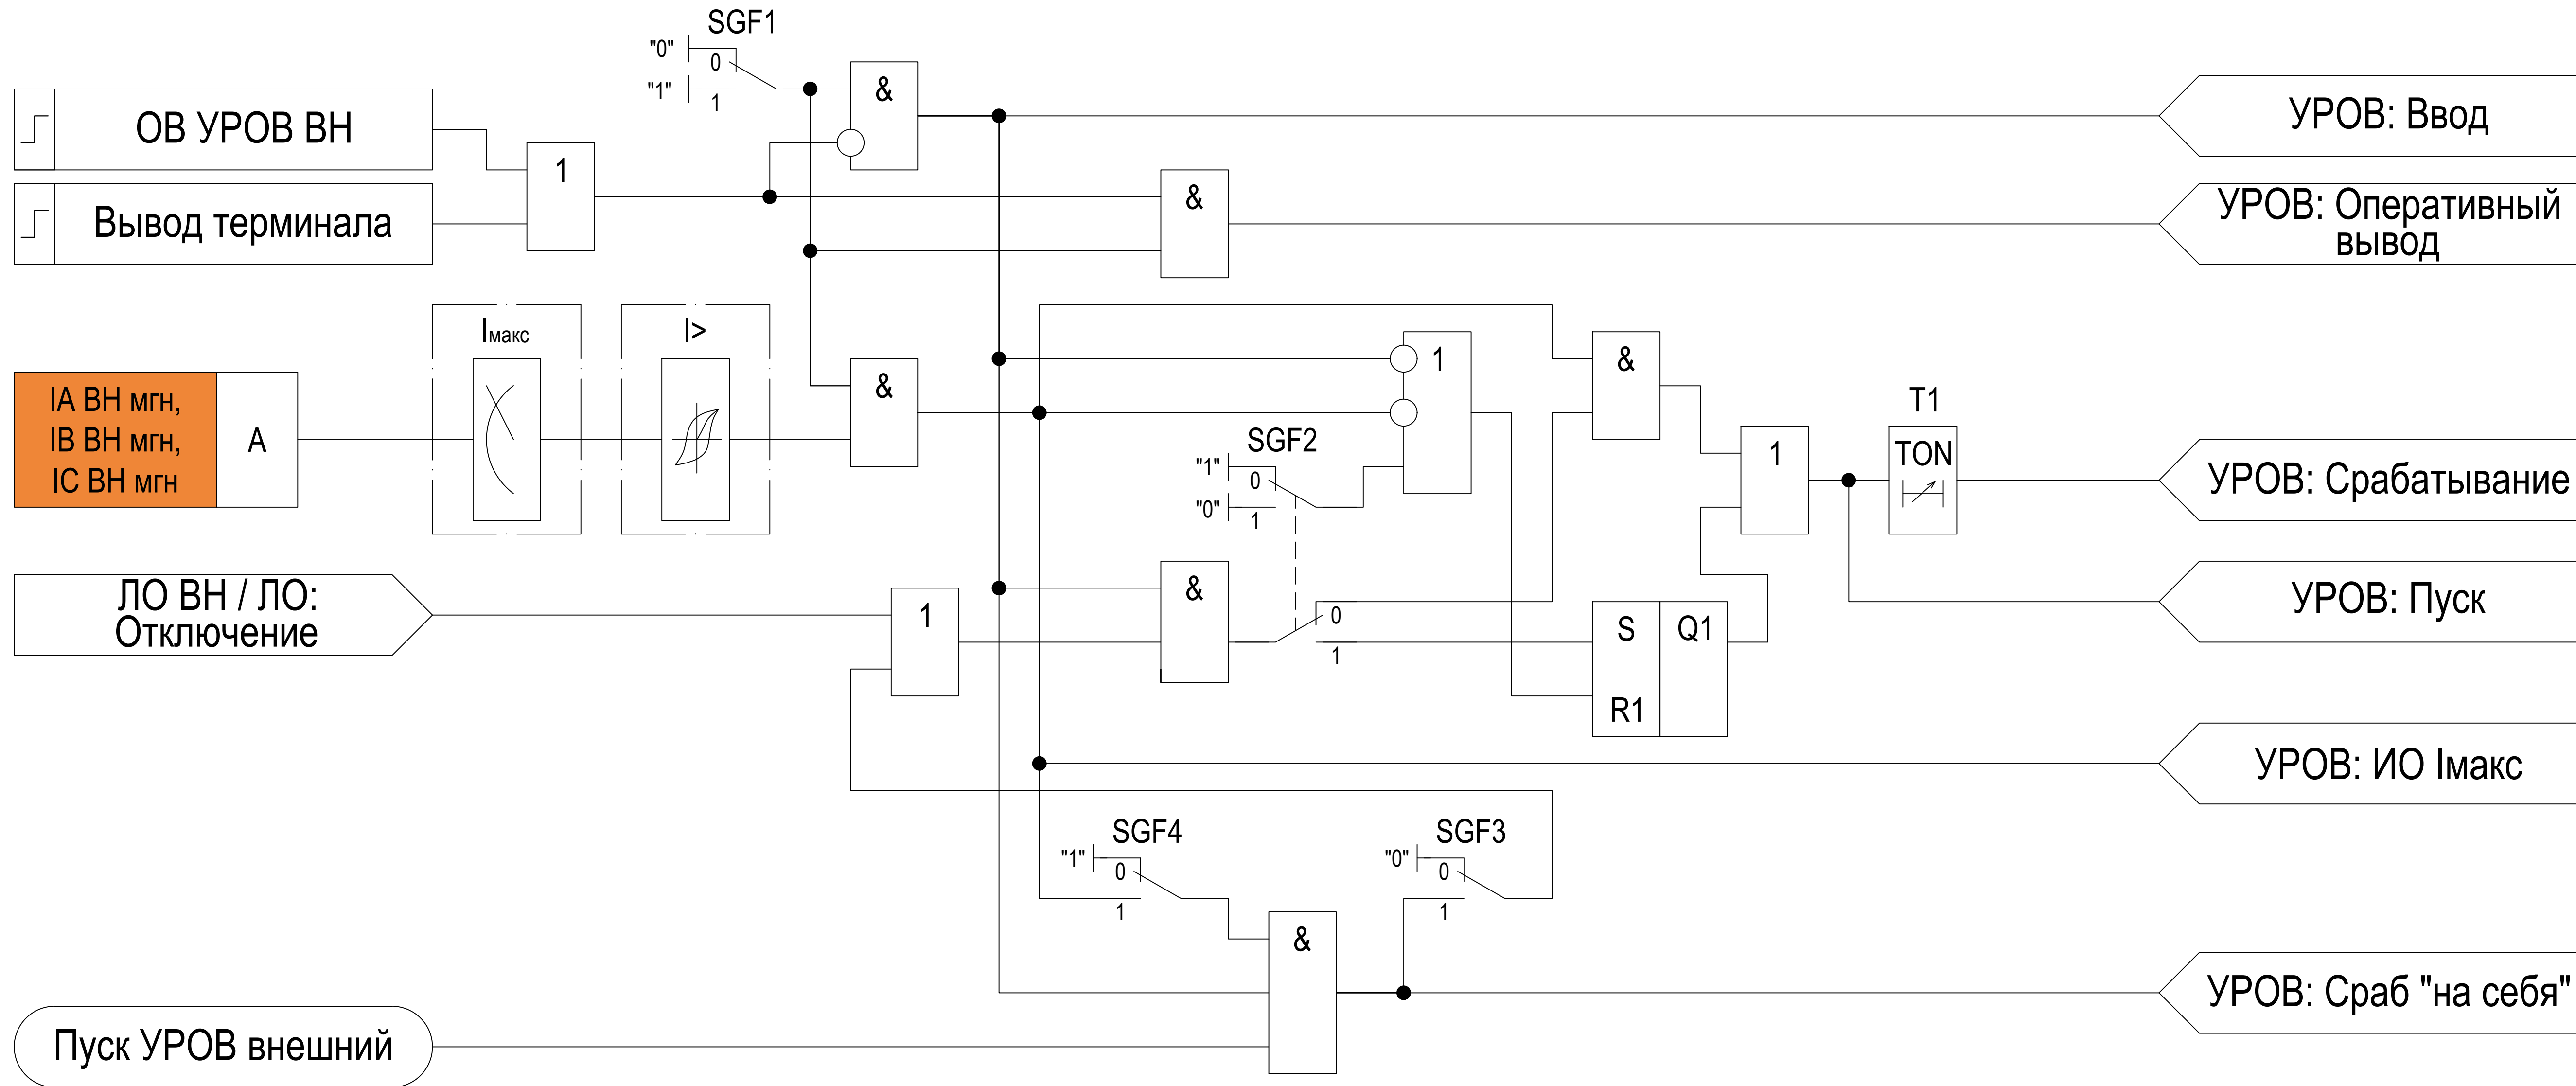 SGF1
"0"
0
"1"
1
&
ОВ УРОВ ВН
УРОВ: Ввод
1
Вывод терминала
&
УРОВ: Оперативный
вывод
Iмакс
I>
&
1
&
IA ВН мгн,
IB ВН мгн,
IC ВН мгн
A
SGF2
"1"
0
"0"
1
1
T1
TON
УРОВ: Срабатывание
ЛО ВН / ЛО:
Отключение
1
&
0
1
S
Q1
R1
УРОВ: Пуск
УРОВ: ИО Iмакс
SGF4
"1"
0
1
SGF3
"0"
0
1
&
УРОВ: Сраб "на себя"
Пуск УРОВ внешний